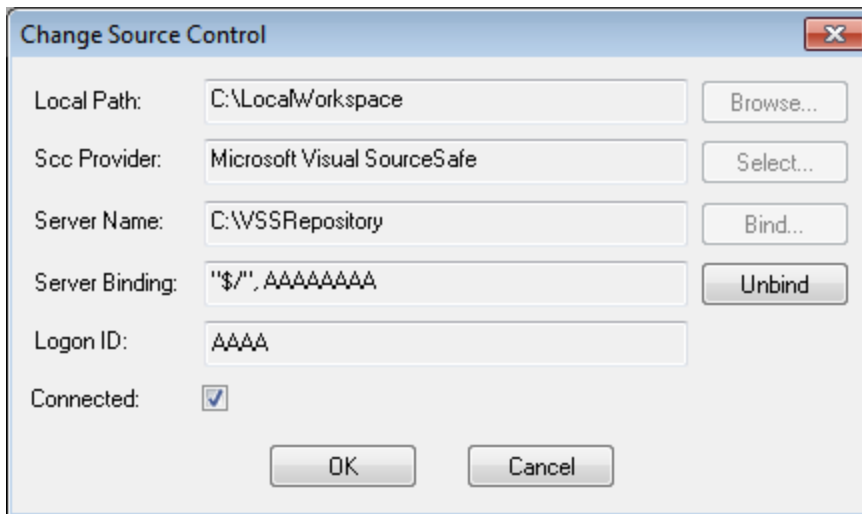 Change Source Control
Local Path: C:\LocalWorkspace Browse...
Scc Provider: Microsoft Visual SourceSafe Select...
Server Name: C:\VSSRepository Bind...
Server Binding: "$/", AAAAAAAA Unbind
Logon ID: AAAA
Connected:
OK Cancel